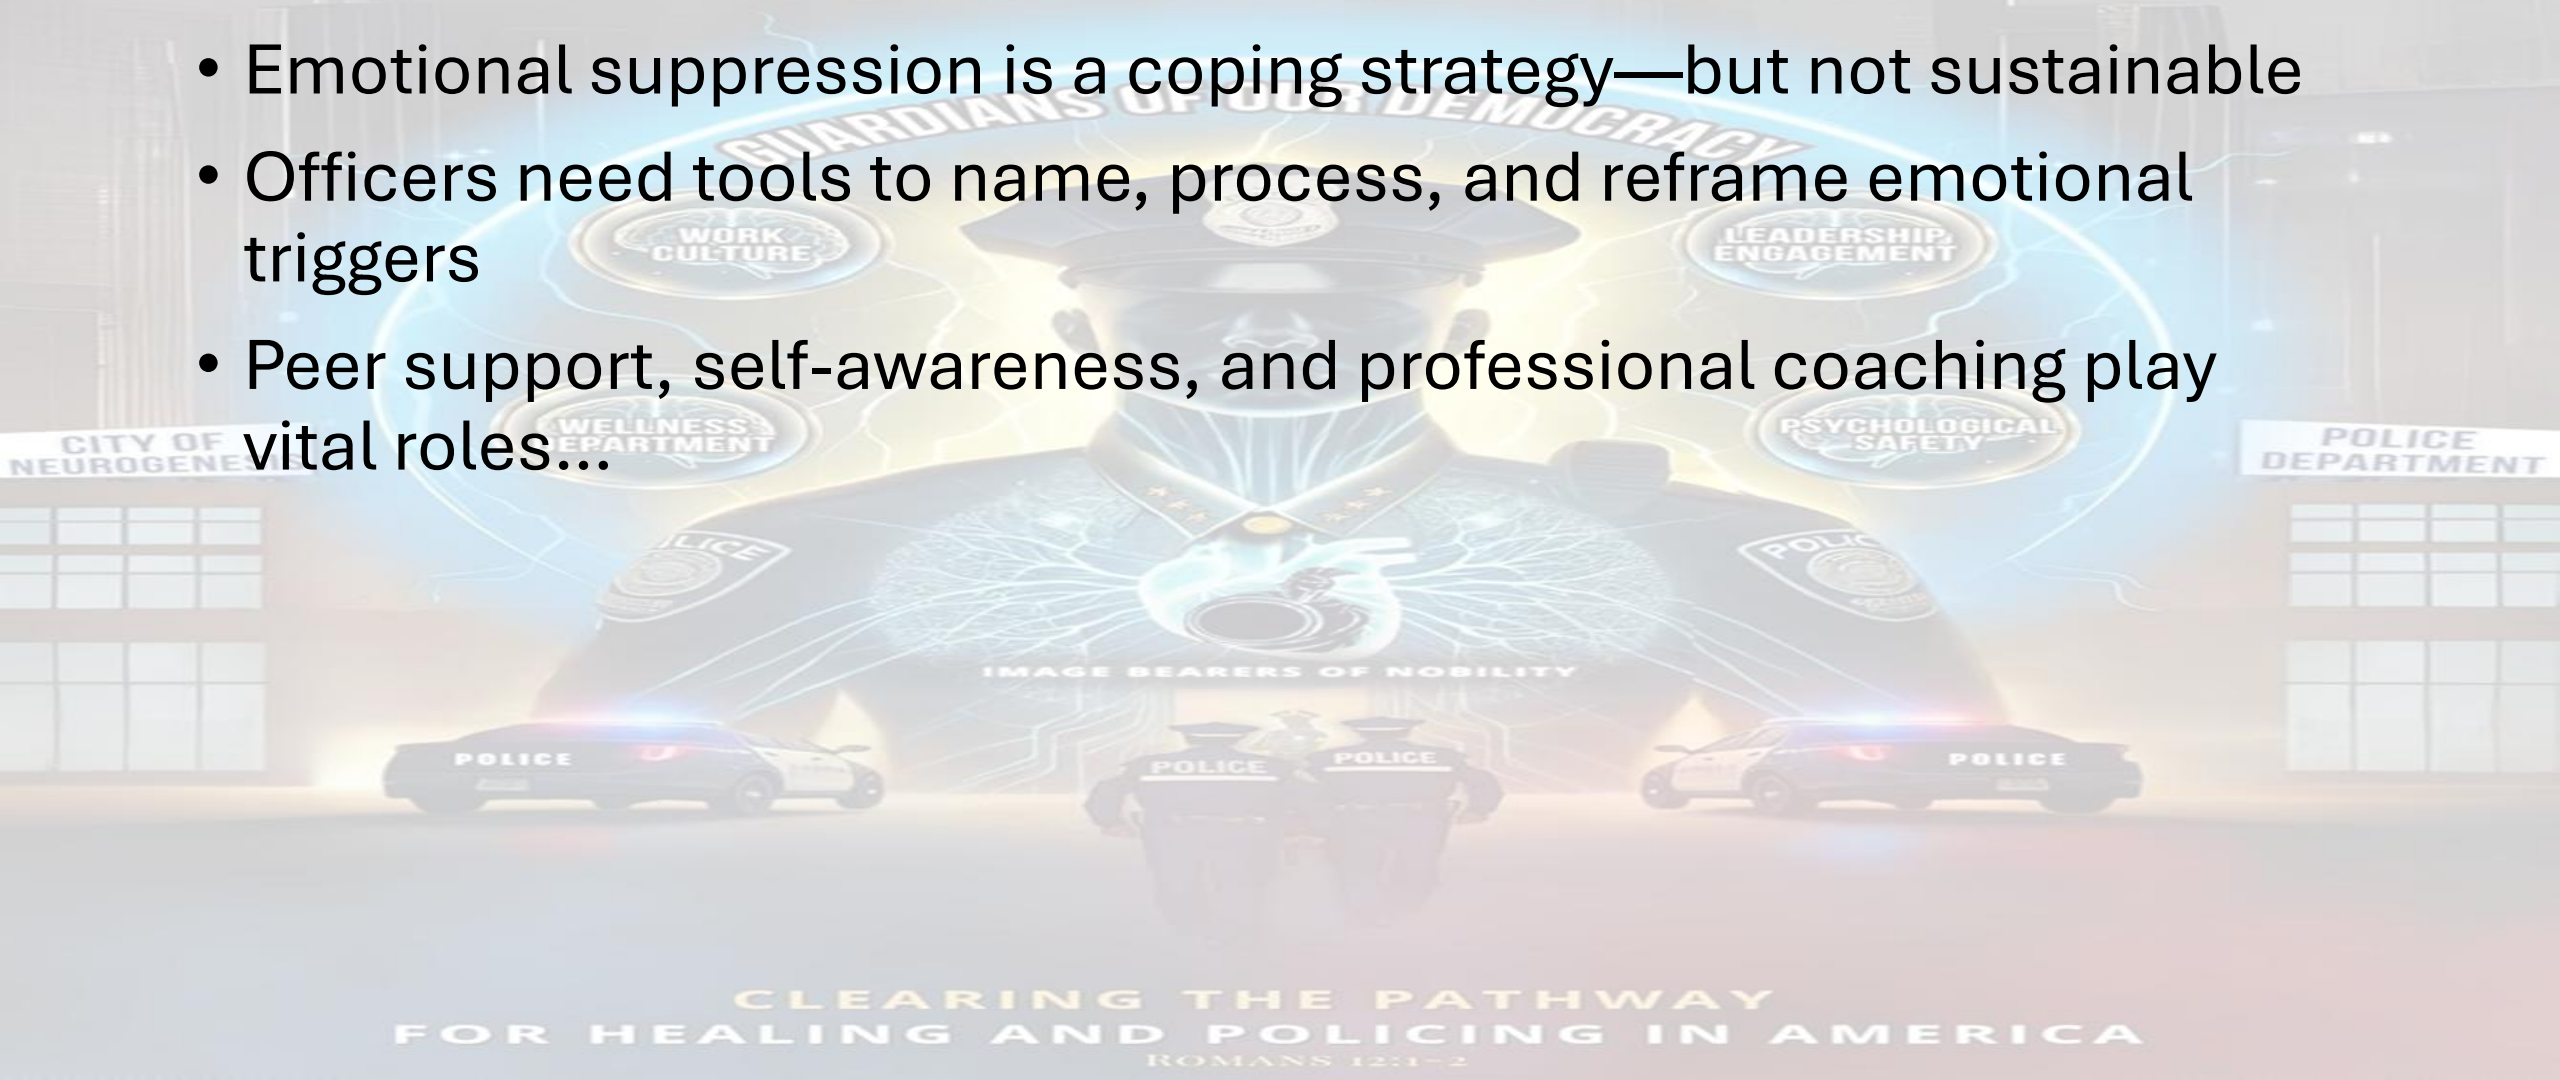 • Emotional suppression is a coping strategy—but not sustainable
GUARDIANS OF OUR DEMOCRACY
• Officers need tools to name, process, and reframe emotional
triggers
WORK
CULTURE
LEADERSHIP
ENGAGEMENT
• Peer support, self-awareness, and professional coaching play
vital roles...
WELLNESS
DEPARTMENT
PSYCHOLOGICAL
SAFETY
CITY OF
POLICE
DEPARTMENT
POLICE
IMAGE BEARERS OF NOBILITY
POLICE
POLICE
POLICE
POLICE
CLEARING THE PATHWAY
FOR HEALING AND POLICING IN AMERICA
ROMANS 12:1-2